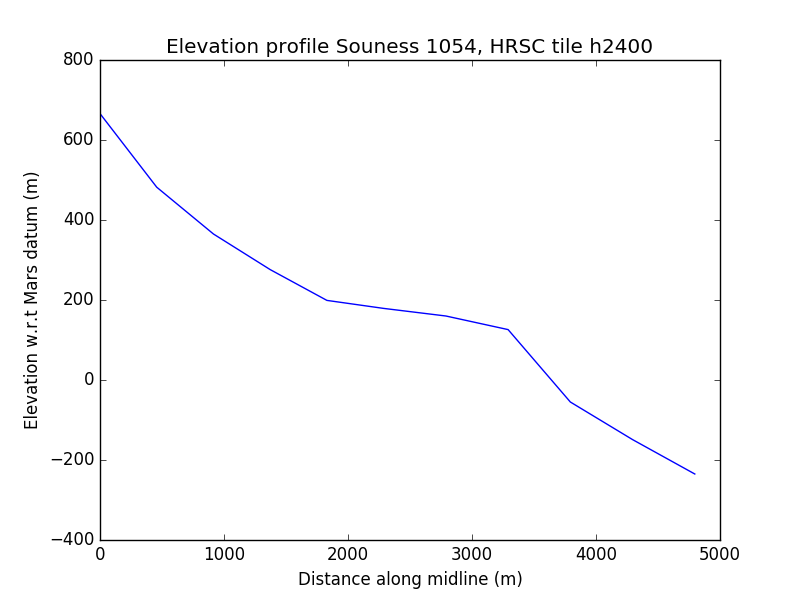 Elevation profile Souness 1054, HRSC tile h2400
800
600
400
200
0
−200
−400
Elevation w.r.t Mars datum (m)
0 1000 2000 3000 4000 5000
Distance along midline (m)